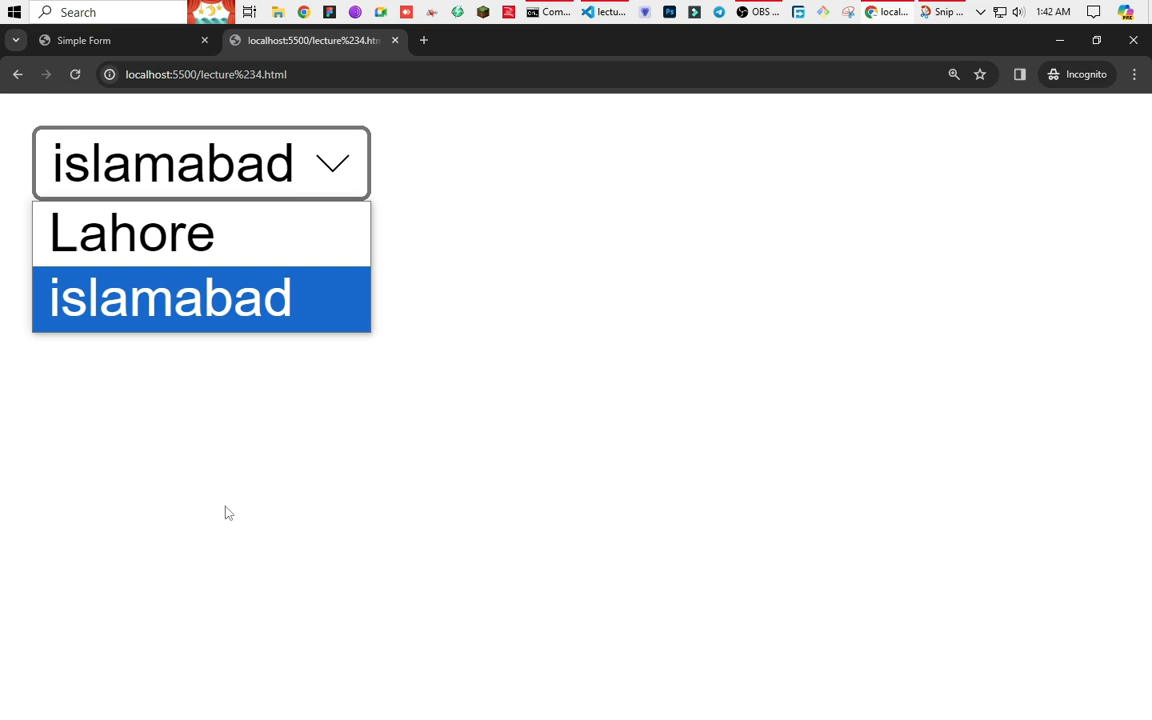 Search
Com...
lectu...
OBS ...
local...
Snip ...
1:42 AM
Simple Form
localhost:5500/lecture%234.htm
localhost:5500/lecture%234.html
Incognito
islamabad
Lahore
islamabad